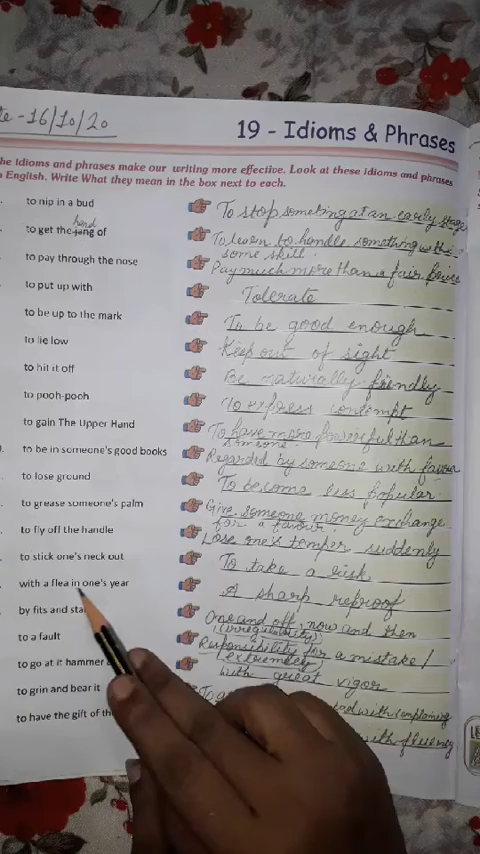 te -16/10/20
19 - Idioms & Phrases
he Idioms and phrases make our writing more effective. Look at these Idioms and phrases
English. Write What they mean in the box next to each.
to nip in a bud
To stop someting at an early stage
hand
to get the jang of
To learn to handle something with
some skill.
to pay through the nose
Pay much more than a fair price
to put up with
Tolerate
to be up to the mark
To be good enough
to lie low
Keep out of sight
to hit it off
Be naturally friendly
to pooh-pooh
To express contempt
to gain The Upper Hand
To have more powerful than
someone
to be in someone's good books
Regarded by someone with favour
to lose ground
To become less popular
to grease someone's palm
Give someone money exchange
for a favour.
to fly off the handle
Lose one's temper suddenly
to stick one's neck out
To take a risk
with a flea in one's year
A sharp reproof
by fits and sta
One and off, now and then
(irregularity)
to a fault
Responsibility for a mistake/
(extremley)
to go at it hammer
with great vigor
to grin and bear it
with complaining
to have the gift of th
with fluency